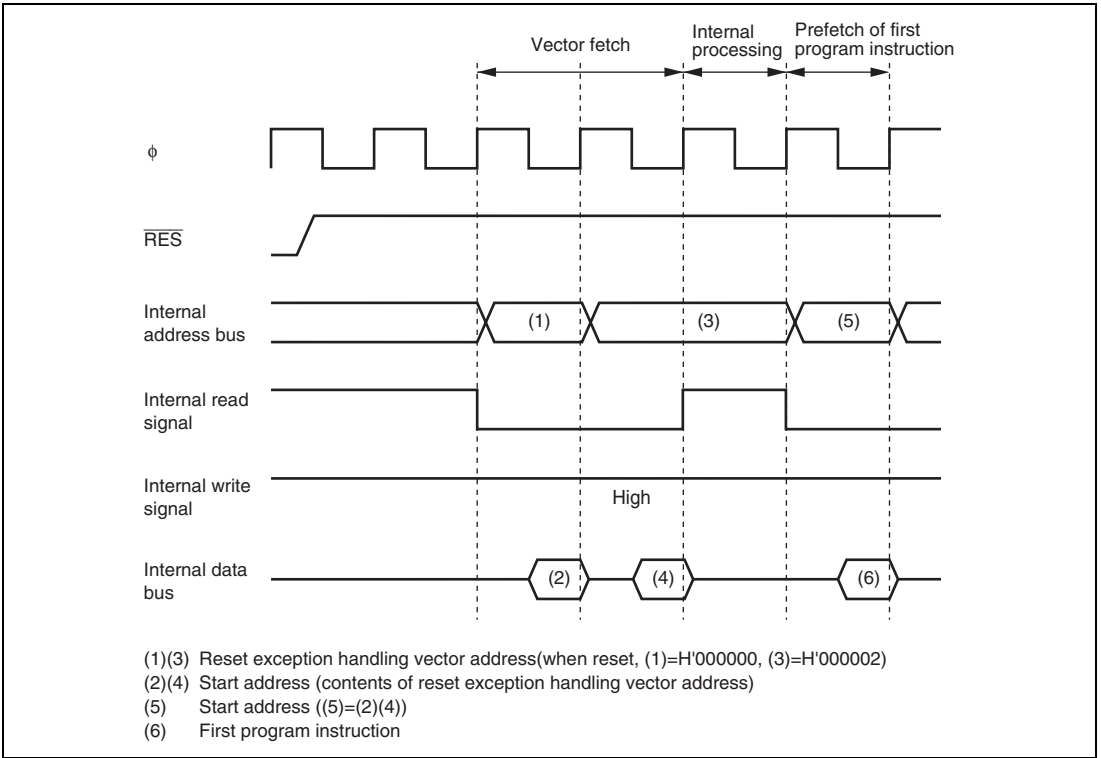 Vector fetch
Internal
processing
Prefetch of first
program instruction
φ
RES
Internal
address bus
(1)
(3)
(5)
Internal read
signal
Internal write
signal
High
Internal data
bus
(2)
(4)
(6)
(1)(3) Reset exception handling vector address(when reset, (1)=H'000000, (3)=H'000002)
(2)(4) Start address (contents of reset exception handling vector address)
(5) Start address ((5)=(2)(4))
(6) First program instruction